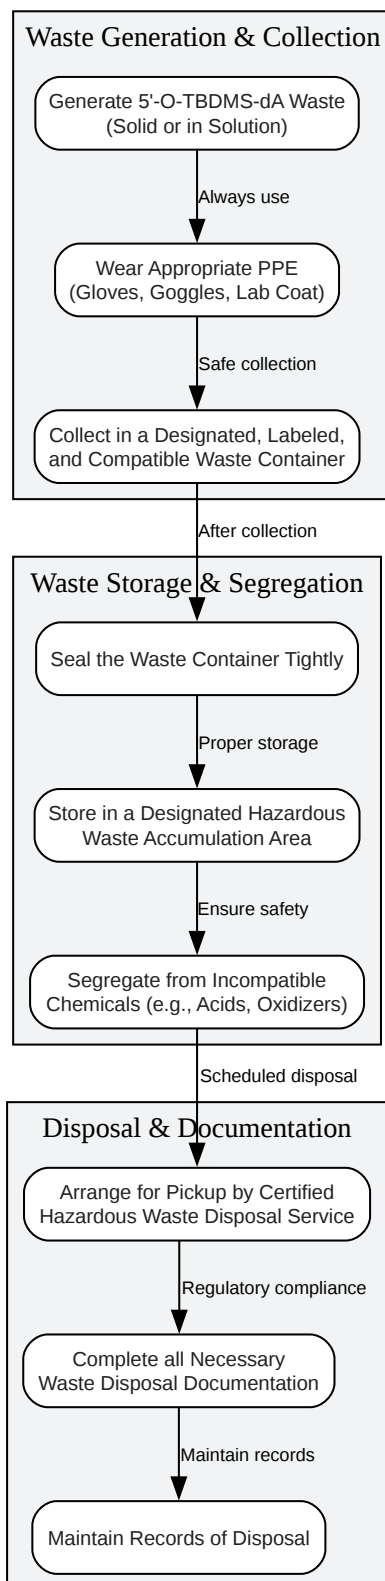 Waste Generation & Collection
Generate 5'-O-TBDMS-dA Waste
(Solid or in Solution)
Always use
Wear Appropriate PPE
(Gloves, Goggles, Lab Coat)
Safe collection
Collect in a Designated, Labeled,
and Compatible Waste Container
After collection
Waste Storage & Segregation
Seal the Waste Container Tightly
Proper storage
Store in a Designated Hazardous
Waste Accumulation Area
Ensure safety
Segregate from Incompatible
Chemicals (e.g., Acids, Oxidizers)
Scheduled disposal
Disposal & Documentation
Arrange for Pickup by Certified
Hazardous Waste Disposal Service
Regulatory compliance
Complete all Necessary
Waste Disposal Documentation
Maintain records
Maintain Records of Disposal